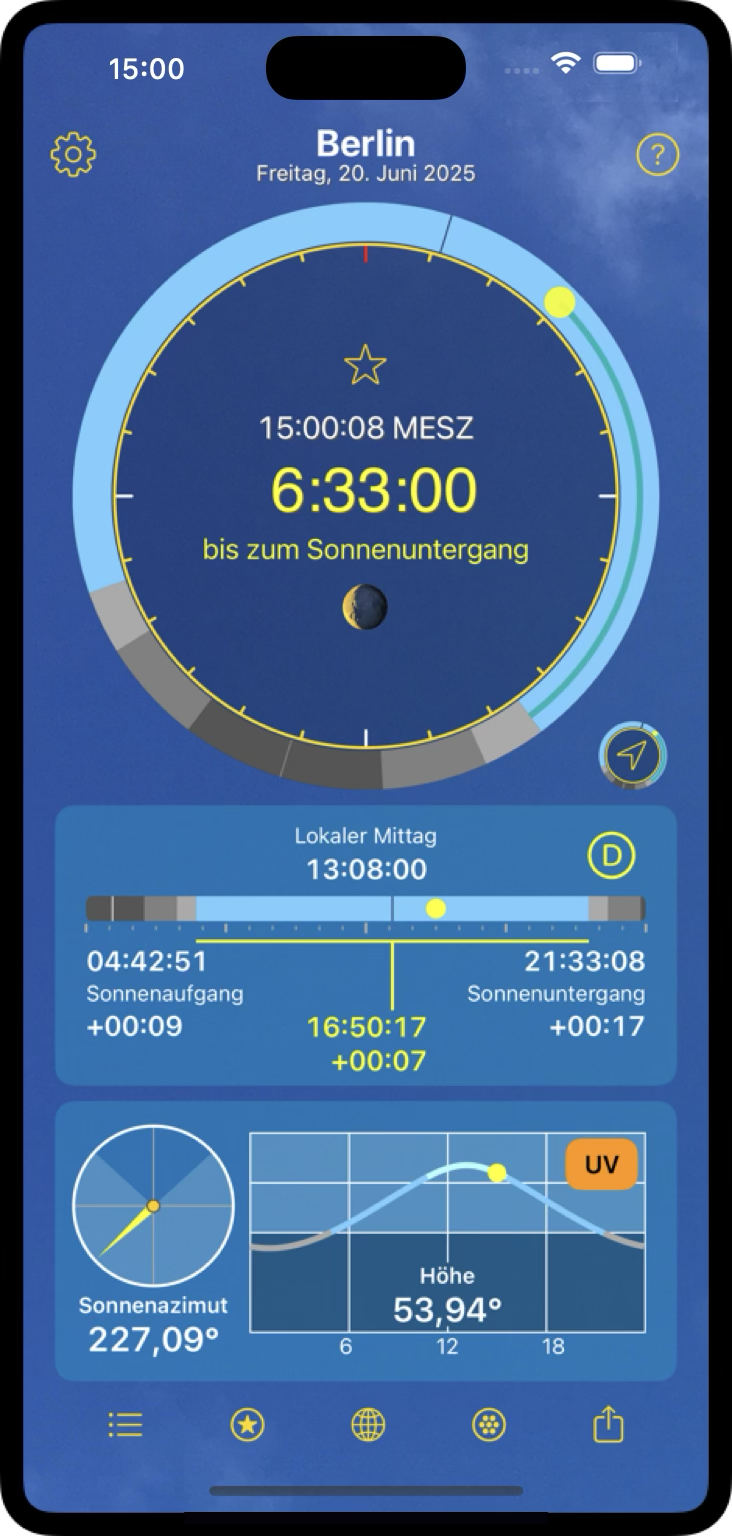 15:00
Berlin
Freitag, 20. Juni 2025
?
15:00:08 MESZ
6:33:00
bis zum Sonnenuntergang
Lokaler Mittag
13:08:00
D
04:42:51
21:33:08
Sonnenaufgang
Sonnenuntergang
+00:09
16:50:17
+00:17
+00:07
UV
Höhe
53,94°
Sonnenazimut
227,09°
6 12 18